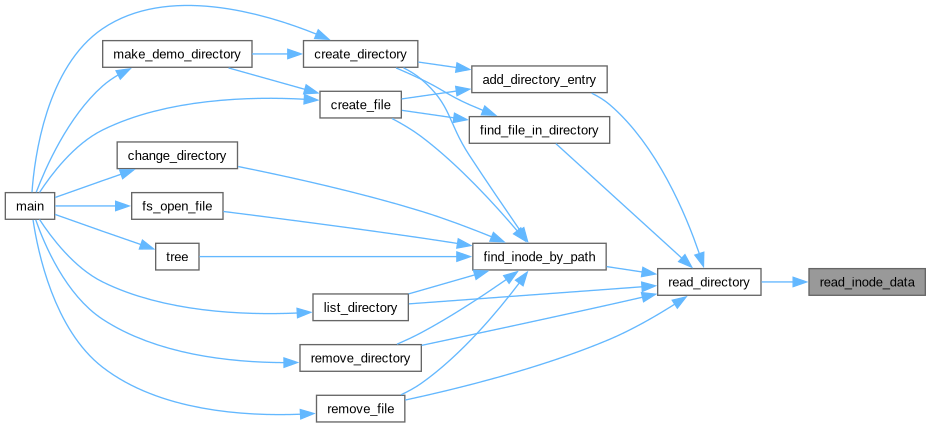 make_demo_directory
create_directory
add_directory_entry
create_file
find_file_in_directory
change_directory
main
fs_open_file
tree
find_inode_by_path
read_directory
read_inode_data
list_directory
remove_directory
remove_file